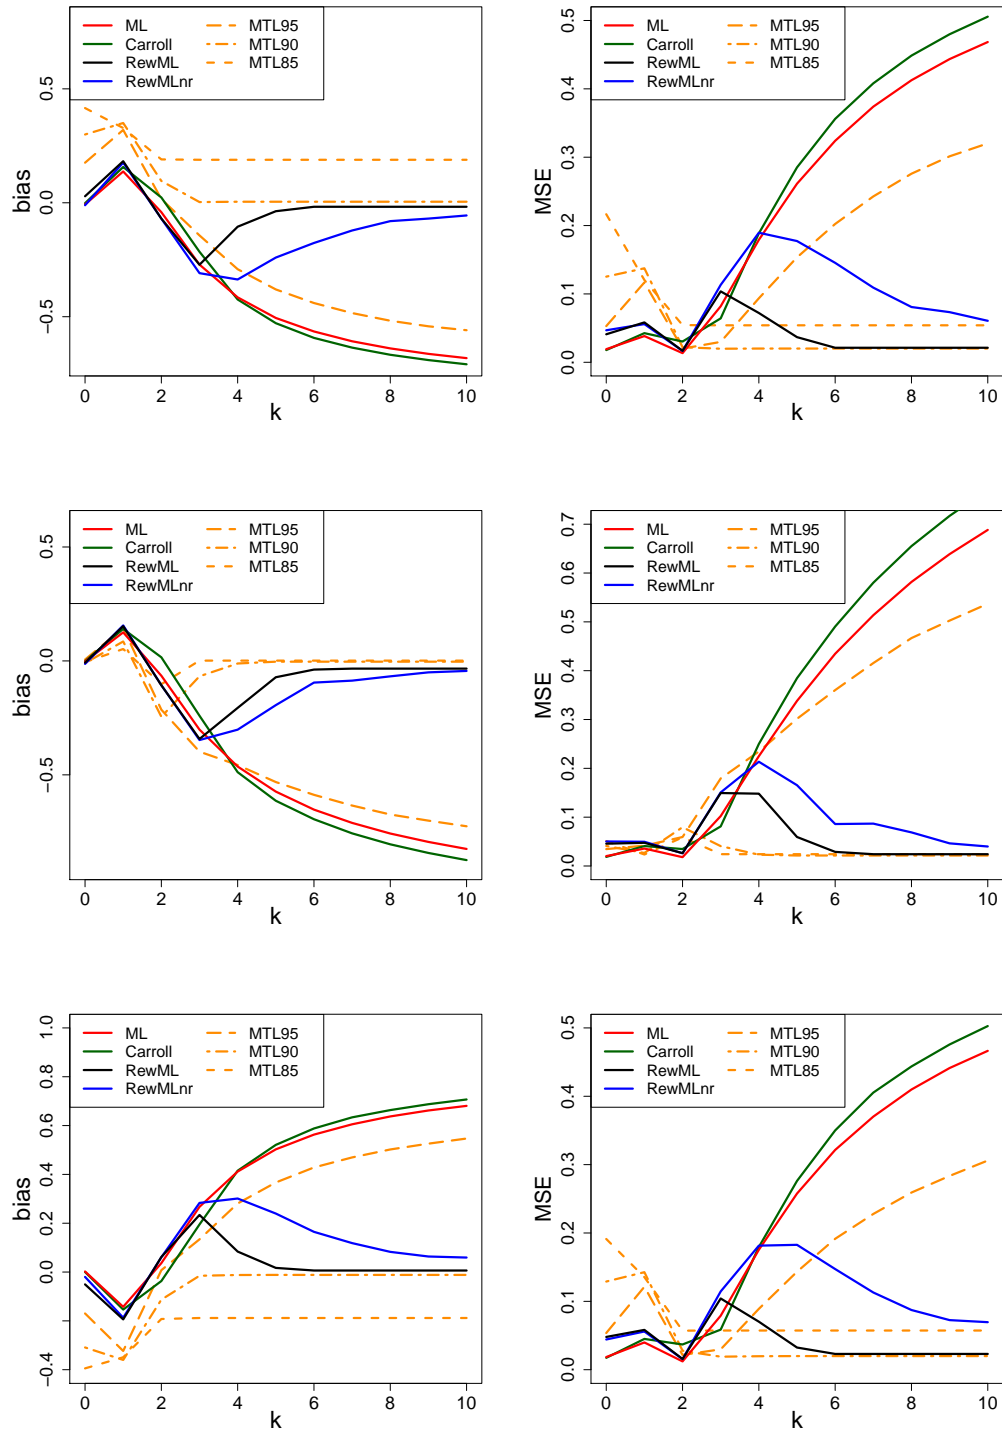 ML MTL95
Carroll MTL90
RewML MTL85
RewMLnr
bias
0.5
0.0
−0.5
0 2 4 6 8 10
k
ML MTL95
Carroll MTL90
RewML MTL85
RewMLnr
MSE
0.5
0.4
0.3
0.2
0.1
0.0
0 2 4 6 8 10
k
ML MTL95
Carroll MTL90
RewML MTL85
RewMLnr
bias
0.5
0.0
−0.5
0 2 4 6 8 10
k
ML MTL95
Carroll MTL90
RewML MTL85
RewMLnr
MSE
0.7
0.6
0.5
0.4
0.3
0.2
0.1
0.0
0 2 4 6 8 10
k
ML MTL95
Carroll MTL90
RewML MTL85
RewMLnr
bias
1.0
0.8
0.6
0.4
0.2
0.0
−0.4
0 2 4 6 8 10
k
ML MTL95
Carroll MTL90
RewML MTL85
RewMLnr
MSE
0.5
0.4
0.3
0.2
0.1
0.0
0 2 4 6 8 10
k